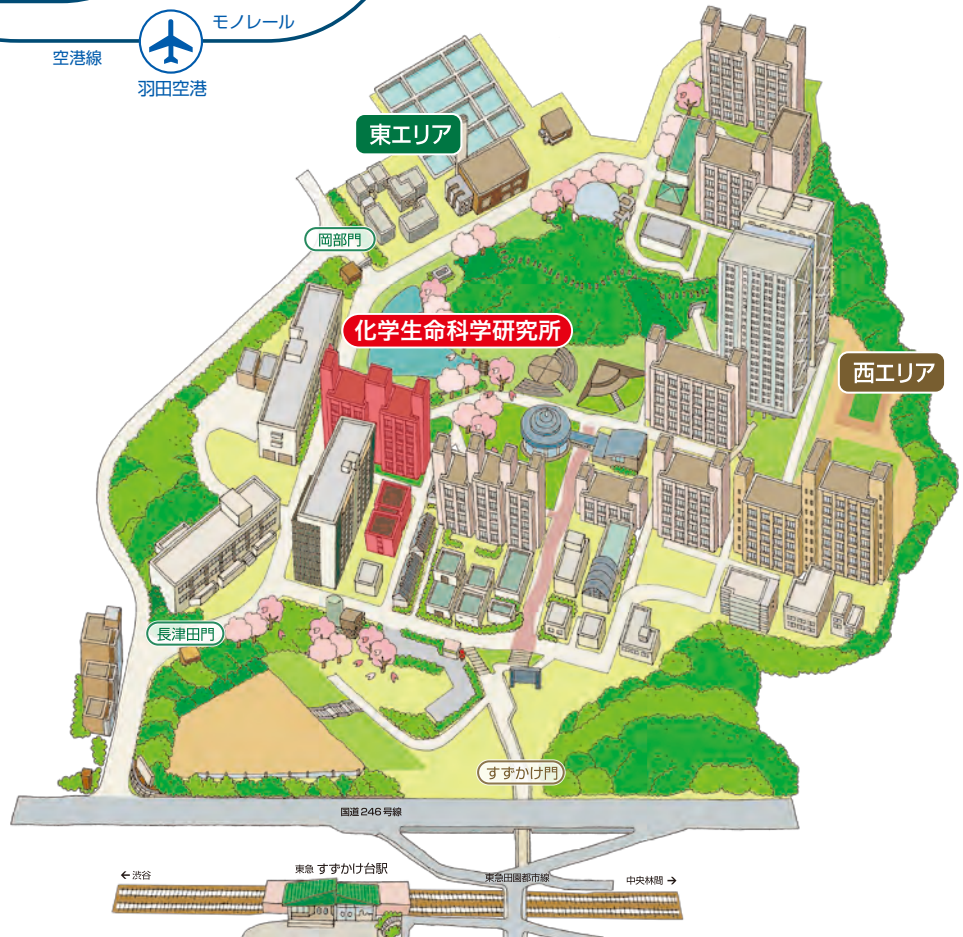 モノレール
空港線
羽田空港
東エリア
岡部門
化学生命科学研究所
西エリア
長津田門
すずかけ門
国道246号線
←渋谷
東急 すずかけ台駅
東急田園都市線
中央林間→